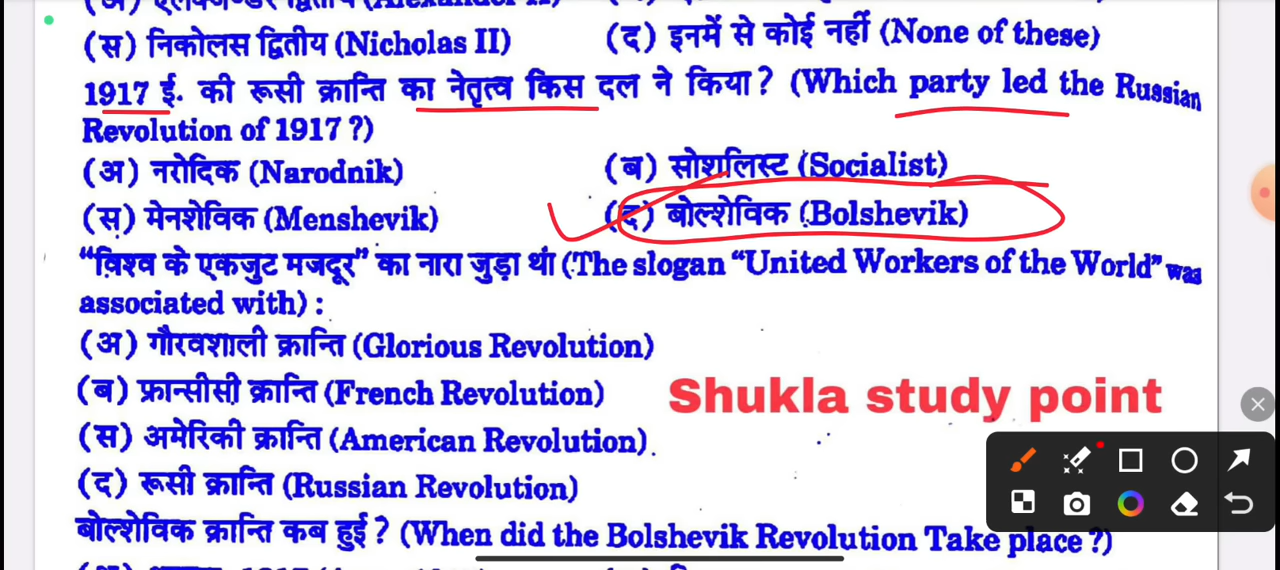 (स) निकोलस द्वितीय (Nicholas II) (द) इनमें से कोई नहीं (None of these)
1917 ई. की रूसी क्रान्ति का नेतृत्व किस दल ने किया? (Which party led the Russian
Revolution of 1917 ?)
(अ) नरोदिक (Narodnik) (ब) सोशलिस्ट (Socialist)
(स) मेनशेविक (Menshevik) (द) बोल्शेविक (Bolshevik)
“विश्व के एकजुट मजदूर” का नारा जुड़ा था (The slogan “United Workers of the World” was
associated with) :
(अ) गौरवशाली क्रान्ति (Glorious Revolution)
(ब) फ्रान्सीसी क्रान्ति (French Revolution)
Shukla study point
(स) अमेरिकी क्रान्ति (American Revolution)
(द) रूसी क्रान्ति (Russian Revolution)
बोल्शेविक क्रान्ति कब हुई ? (When did the Bolshevik Revolution Take place ?)